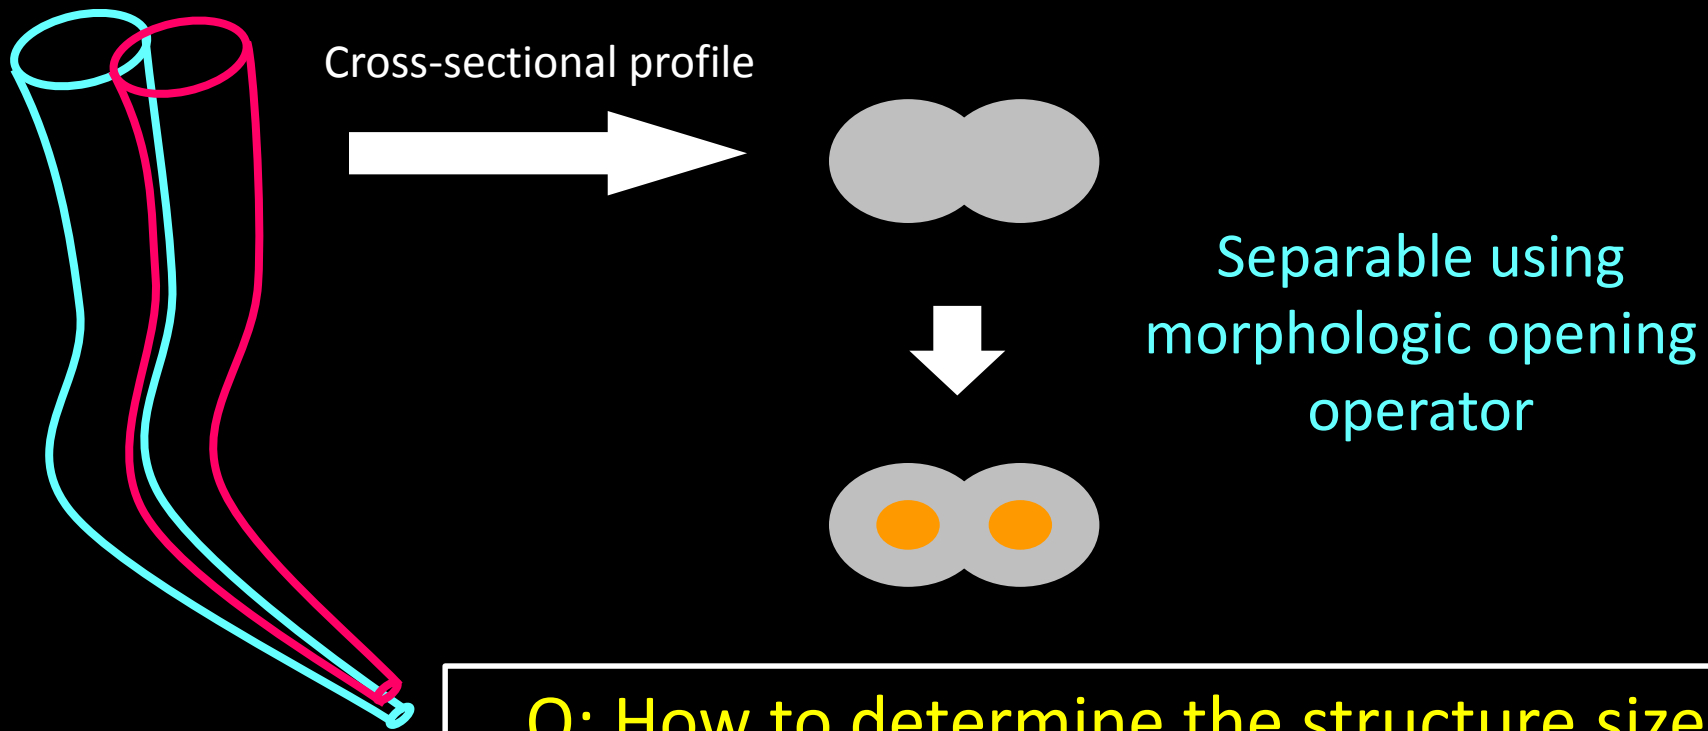 Cross-sectional profile
Separable using
morphologic opening
operator
Q: How to determine the structure size